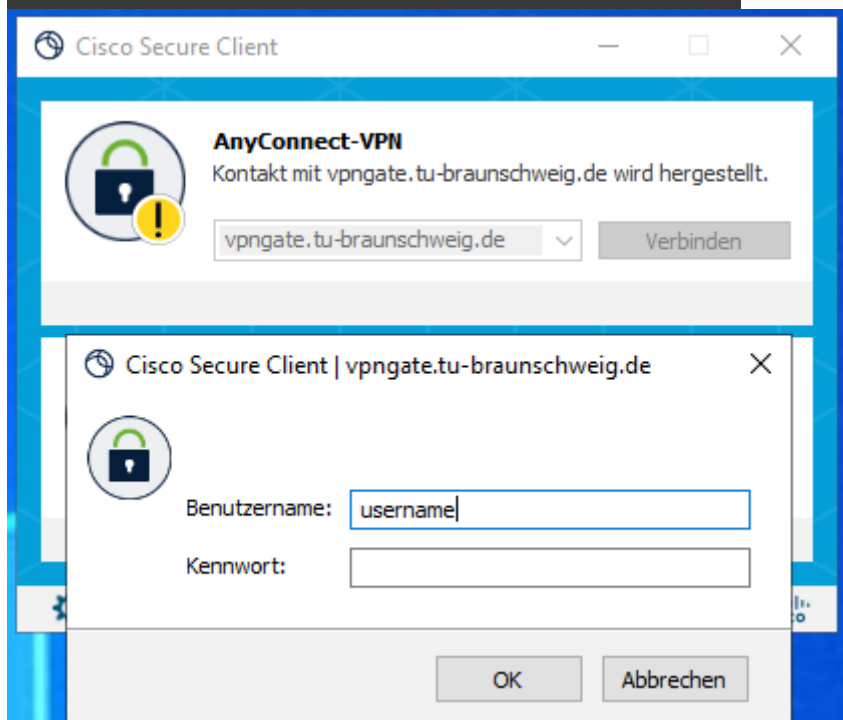 Cisco Secure Client
AnyConnect-VPN
Kontakt mit vpngate.tu-braunschweig.de wird hergestellt.
vpngate.tu-braunschweig.de
Verbinden
Cisco Secure Client | vpngate.tu-braunschweig.de
Benutzername:
username
Kennwort:
OK
Abbrechen